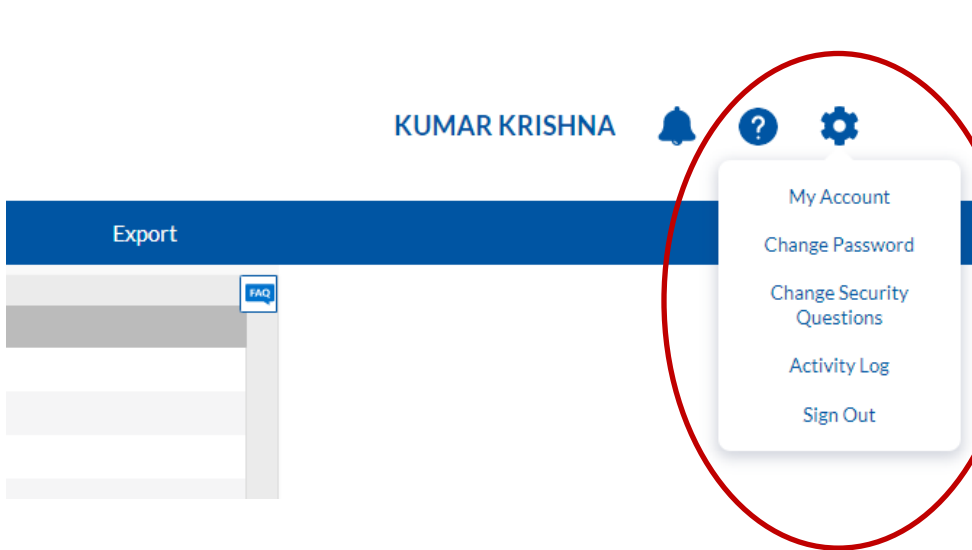 KUMAR KRISHNA
?
My Account
Export
Change Password
FAQ
Change Security
Questions
Activity Log
Sign Out